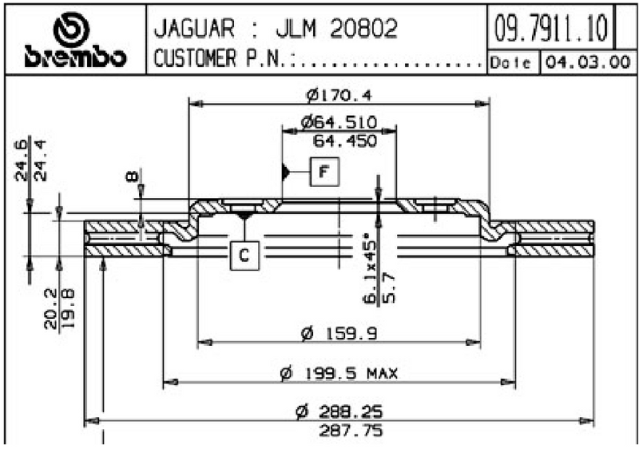 brembo
JAGUAR : JLM 20802
CUSTOMER P.N.:..................
09.7911.10
Date 04.03.00
Ø170.4
Ø64.510
64.450
F
24.6
24.4
8
C
6.1x45°
5.7
20.2
19.8
Ø 159.9
Ø 199.5 MAX
Ø 288.25
287.75